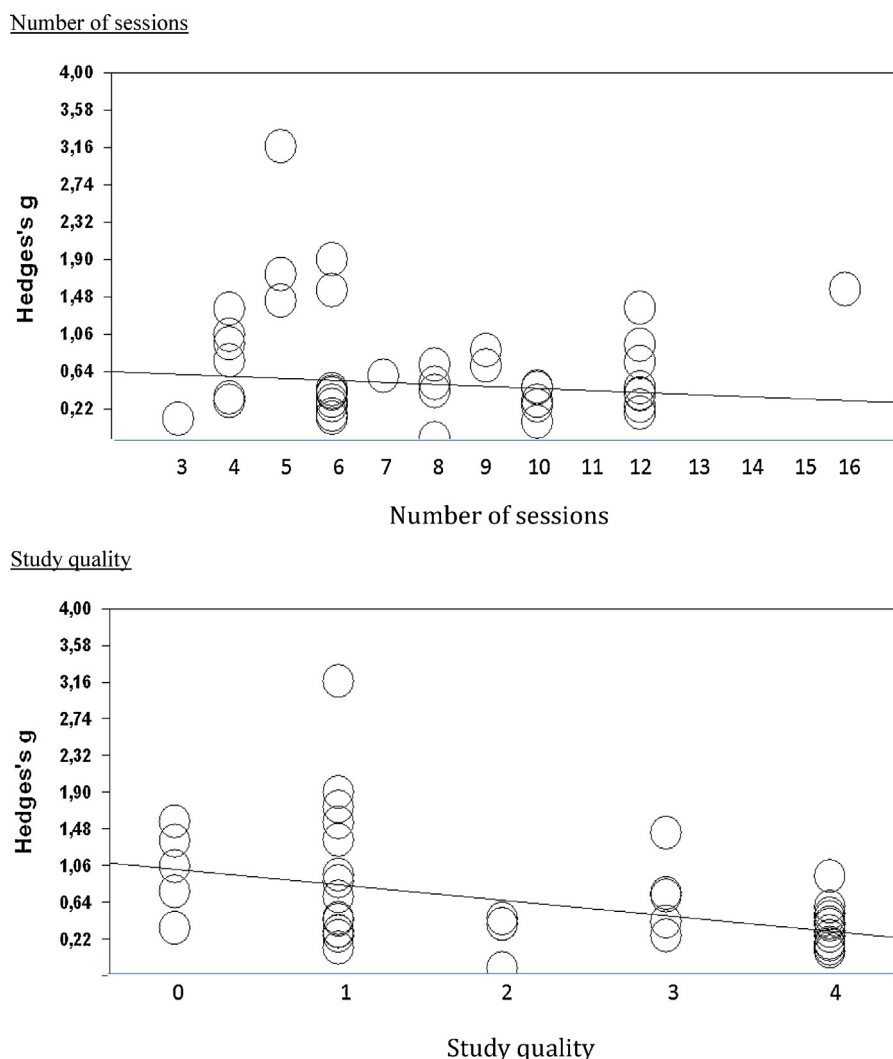 Number of sessions
4,00
3,58
3,16
2,74
2,32
1,90
1,48
1,06
0,64
0,22
Hedges's g
3 4 5 6 7 8 9 10 11 12 13 14 15 16
Number of sessions
Study quality
4,00
3,58
3,16
2,74
2,32
1,90
1,48
1,06
0,64
0,22
Hedges's g
0 1 2 3 4
Study quality